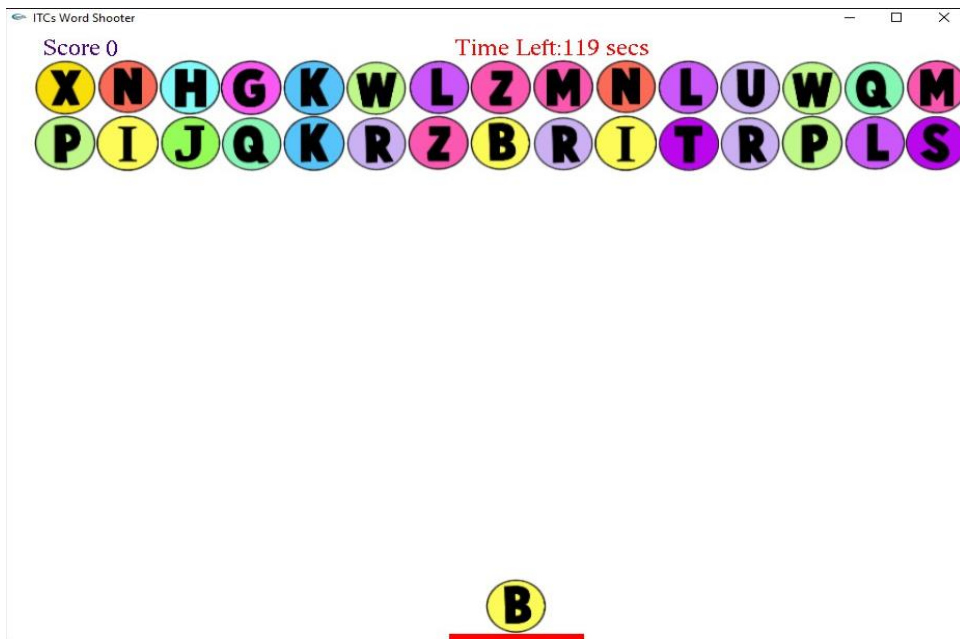 ITCs Word Shooter
Score 0 Time Left:119 secs
X N H G K W L Z M N L U W Q M
P I J Q K R Z B R I T R P L S
B